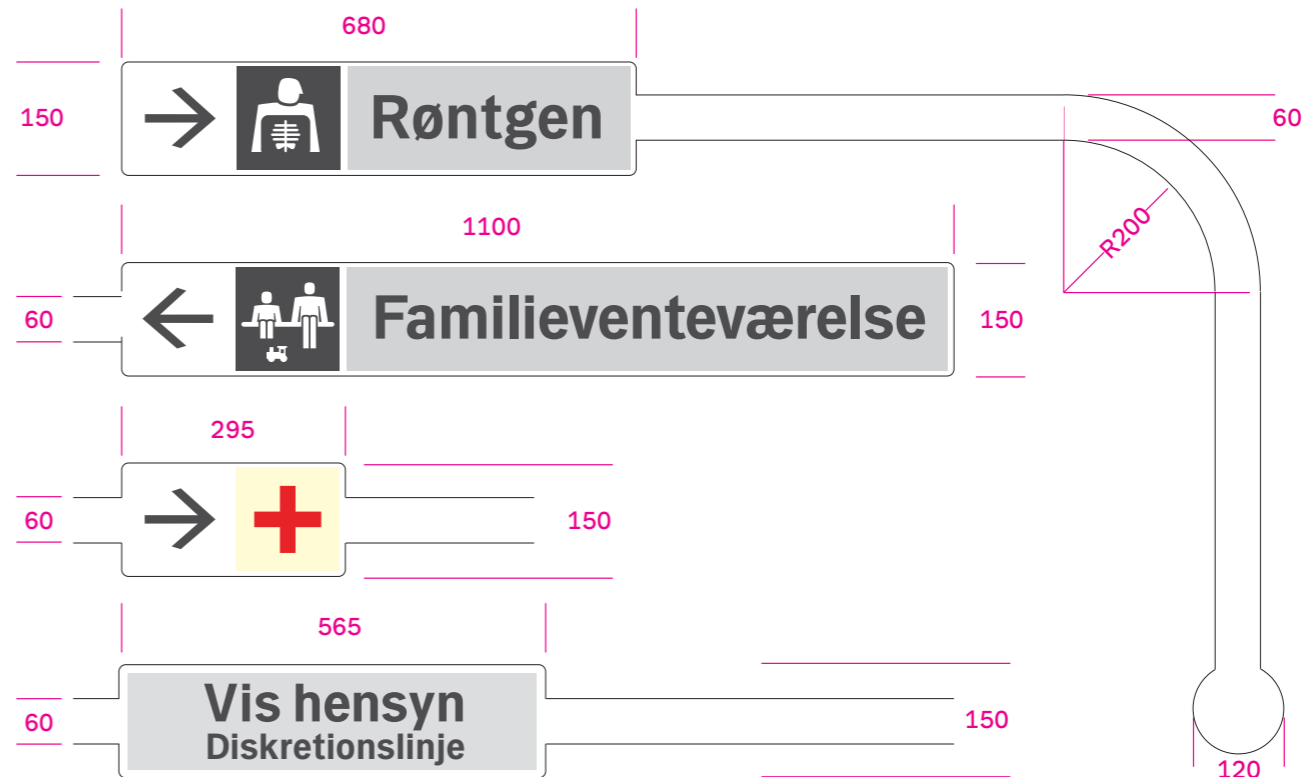 680
150
Røntgen
60
1100
R200
60
Familieventeværelse
150
295
60
150
565
60
Vis hensyn
Diskretionslinje
150
120